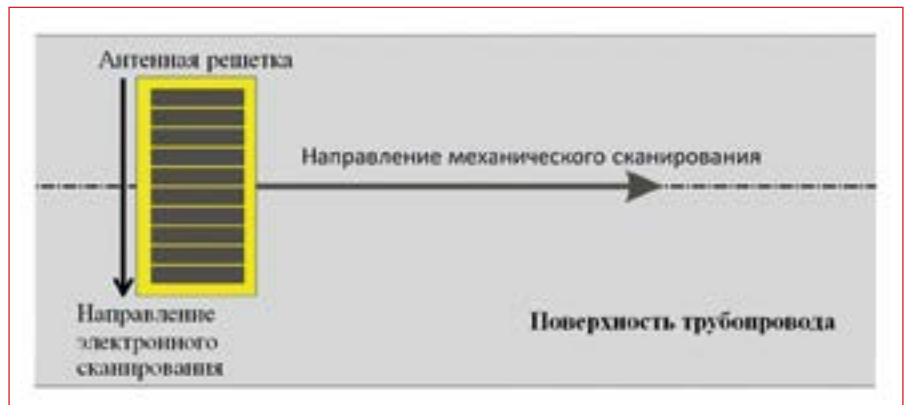 Антенная решетка
Направление механического сканирования
Направление
электронного
сканирования
Поверхность трубопровода